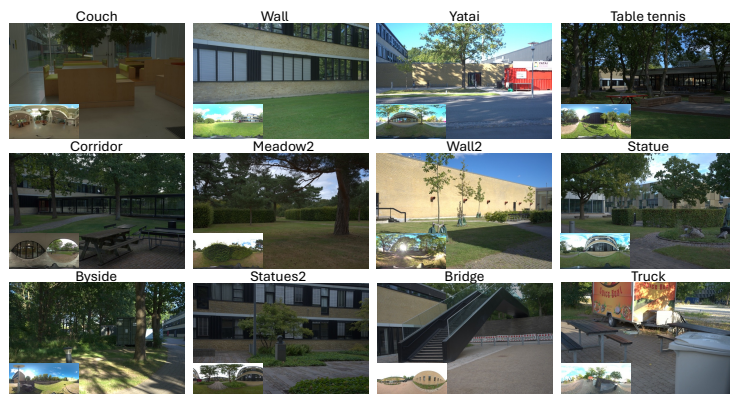 Couch
Wall
Yatai
Table tennis
Corridor
Meadow2
Wall2
Statue
Byside
Statues2
Bridge
Truck